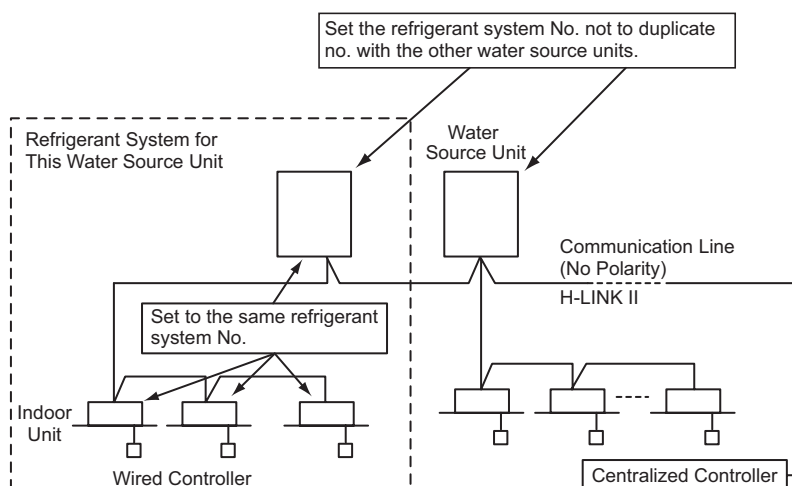 Set the refrigerant system No. not to duplicate
no. with the other water source units.
Refrigerant System for
This Water Source Unit
Water
Source Unit
Communication Line
(No Polarity)
H-LINK II
Set to the same refrigerant
system No.
Indoor
Unit
Wired Controller
Centralized Controller